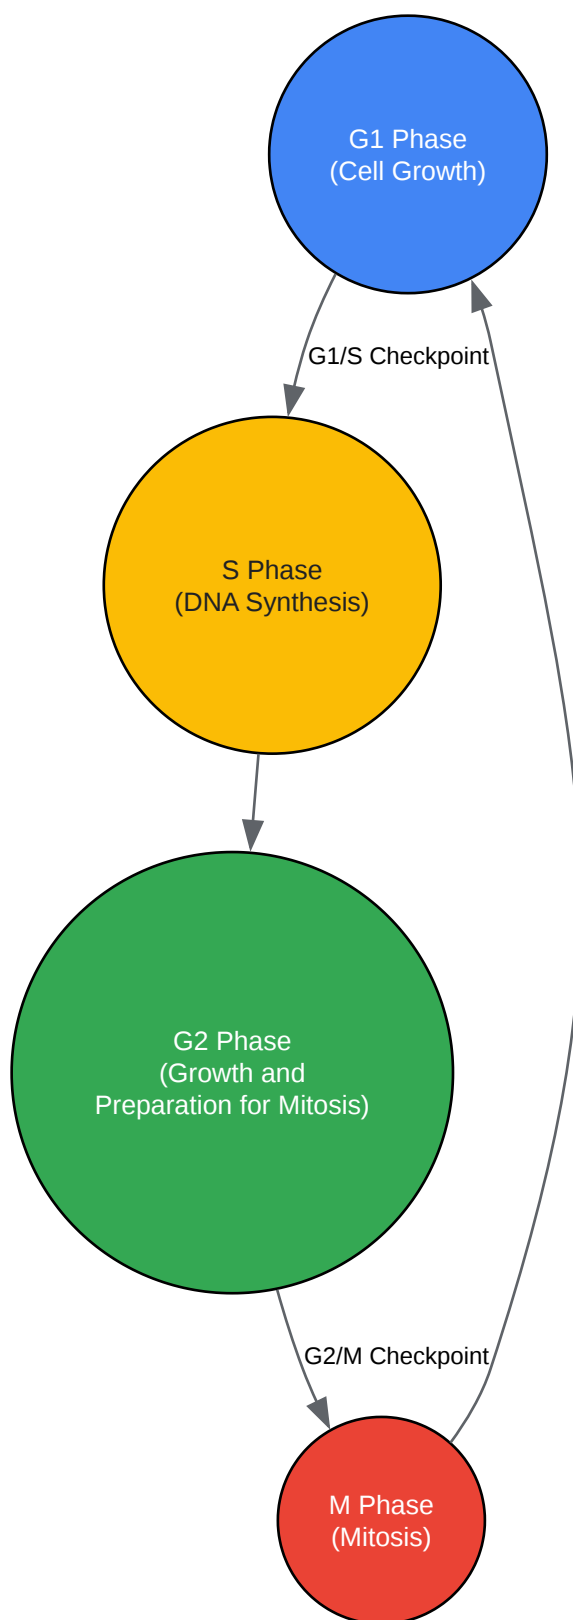 G1 Phase
(Cell Growth)
G1/S Checkpoint
S Phase
(DNA Synthesis)
G2 Phase
(Growth and
Preparation for Mitosis)
G2/M Checkpoint
M Phase
(Mitosis)